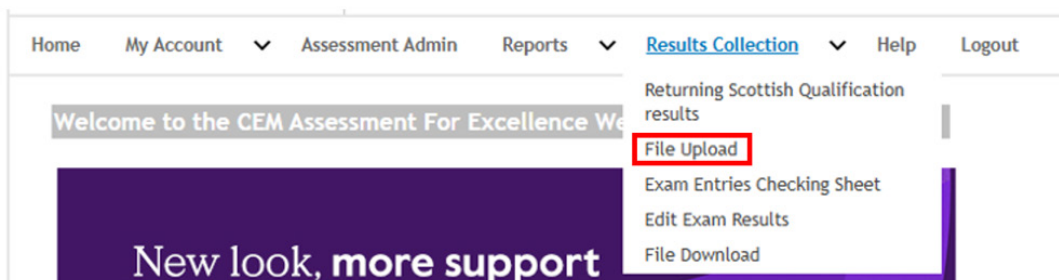 Home My Account Assessment Admin Reports Results Collection Help Logout
Returning Scottish Qualification
results
File Upload
Exam Entries Checking Sheet
Edit Exam Results
File Download
Welcome to the CEM Assessment For Excellence We
New look, more support